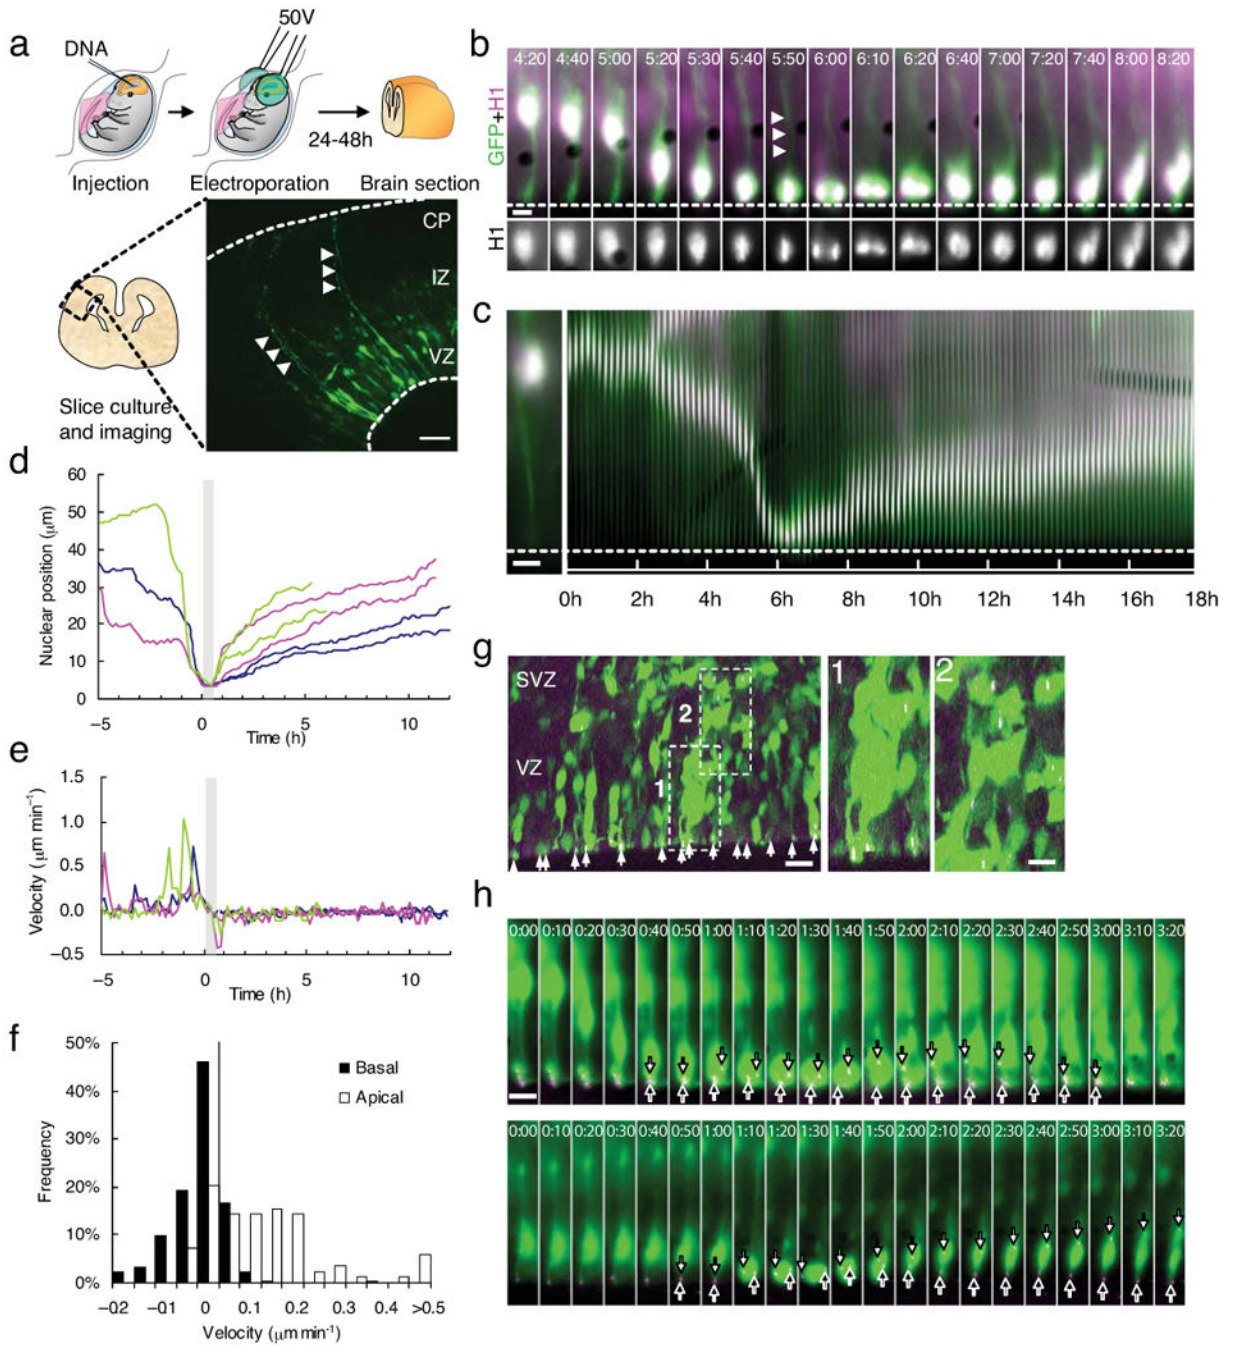 a
50V
DNA
24-48h
Injection
Electroporation
Brain section
CP
IZ
VZ
Slice culture
and imaging
b
4:20 4:40 5:00 5:20 5:30 5:40 5:50 6:00 6:10 6:20 6:40 7:00 7:20 7:40 8:00 8:20
GFP+H1
H1
c
0h 2h 4h 6h 8h 10h 12h 14h 16h 18h
d
Nuclear position (μm)
60
50
40
30
20
10
0
–5 0 5 10
Time (h)
e
Velocity (μm min⁻¹)
1.5
1.0
0.5
0.0
–0.5
–5 0 5 10
Time (h)
f
Frequency
50%
40%
30%
20%
10%
0%
Basal
Apical
–0.2 –01 0 0.1 0.2 0.3 0.4 >0.5
Velocity (μm min⁻¹)
g
SVZ
VZ
2
1
1
2
h
0:00 0:10 0:20 0:30 0:40 0:50 1:00 1:10 1:20 1:30 1:40 1:50 2:00 2:10 2:20 2:30 2:40 2:50 3:00 3:10 3:20
0:00 0:10 0:20 0:30 0:40 0:50 1:00 1:10 1:20 1:30 1:40 1:50 2:00 2:10 2:20 2:30 2:40 2:50 3:00 3:10 3:20